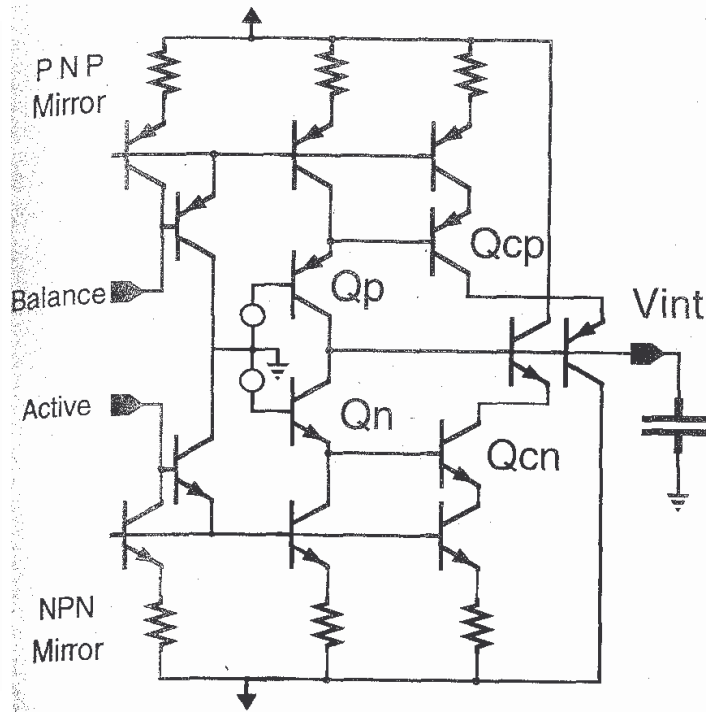 PNP
Mirror
Qcp
Qp
Balance
Vint
Active
Qn
Qcn
NPN
Mirror